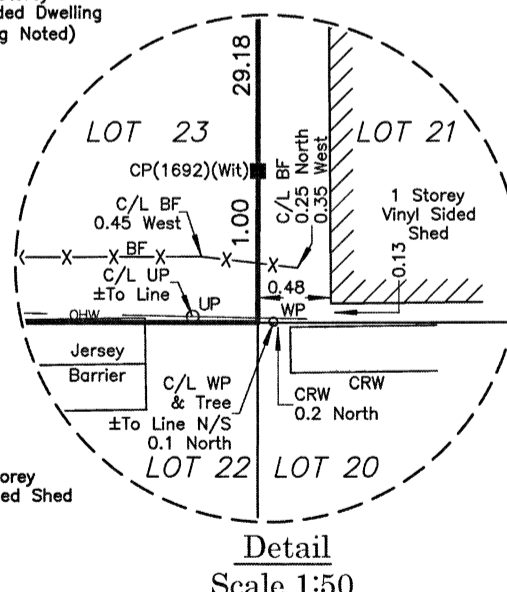 ded Dwelling
g Noted)
29.18
LOT 23
LOT 21
CP(1692)(Wit)
C/L BF
0.25 North
0.35 West
C/L BF
0.45 West
1.00
1 Storey
Vinyl Sided
Shed
0.13
BF
C/L UP
±To Line
0.48
UP
WP
OHW
Jersey
Barrier
C/L WP
& Tree
±To Line N/S
0.1 North
CRW
CRW
0.2 North
LOT 22
LOT 20
orey
ed Shed
Detail
Scale 1:50